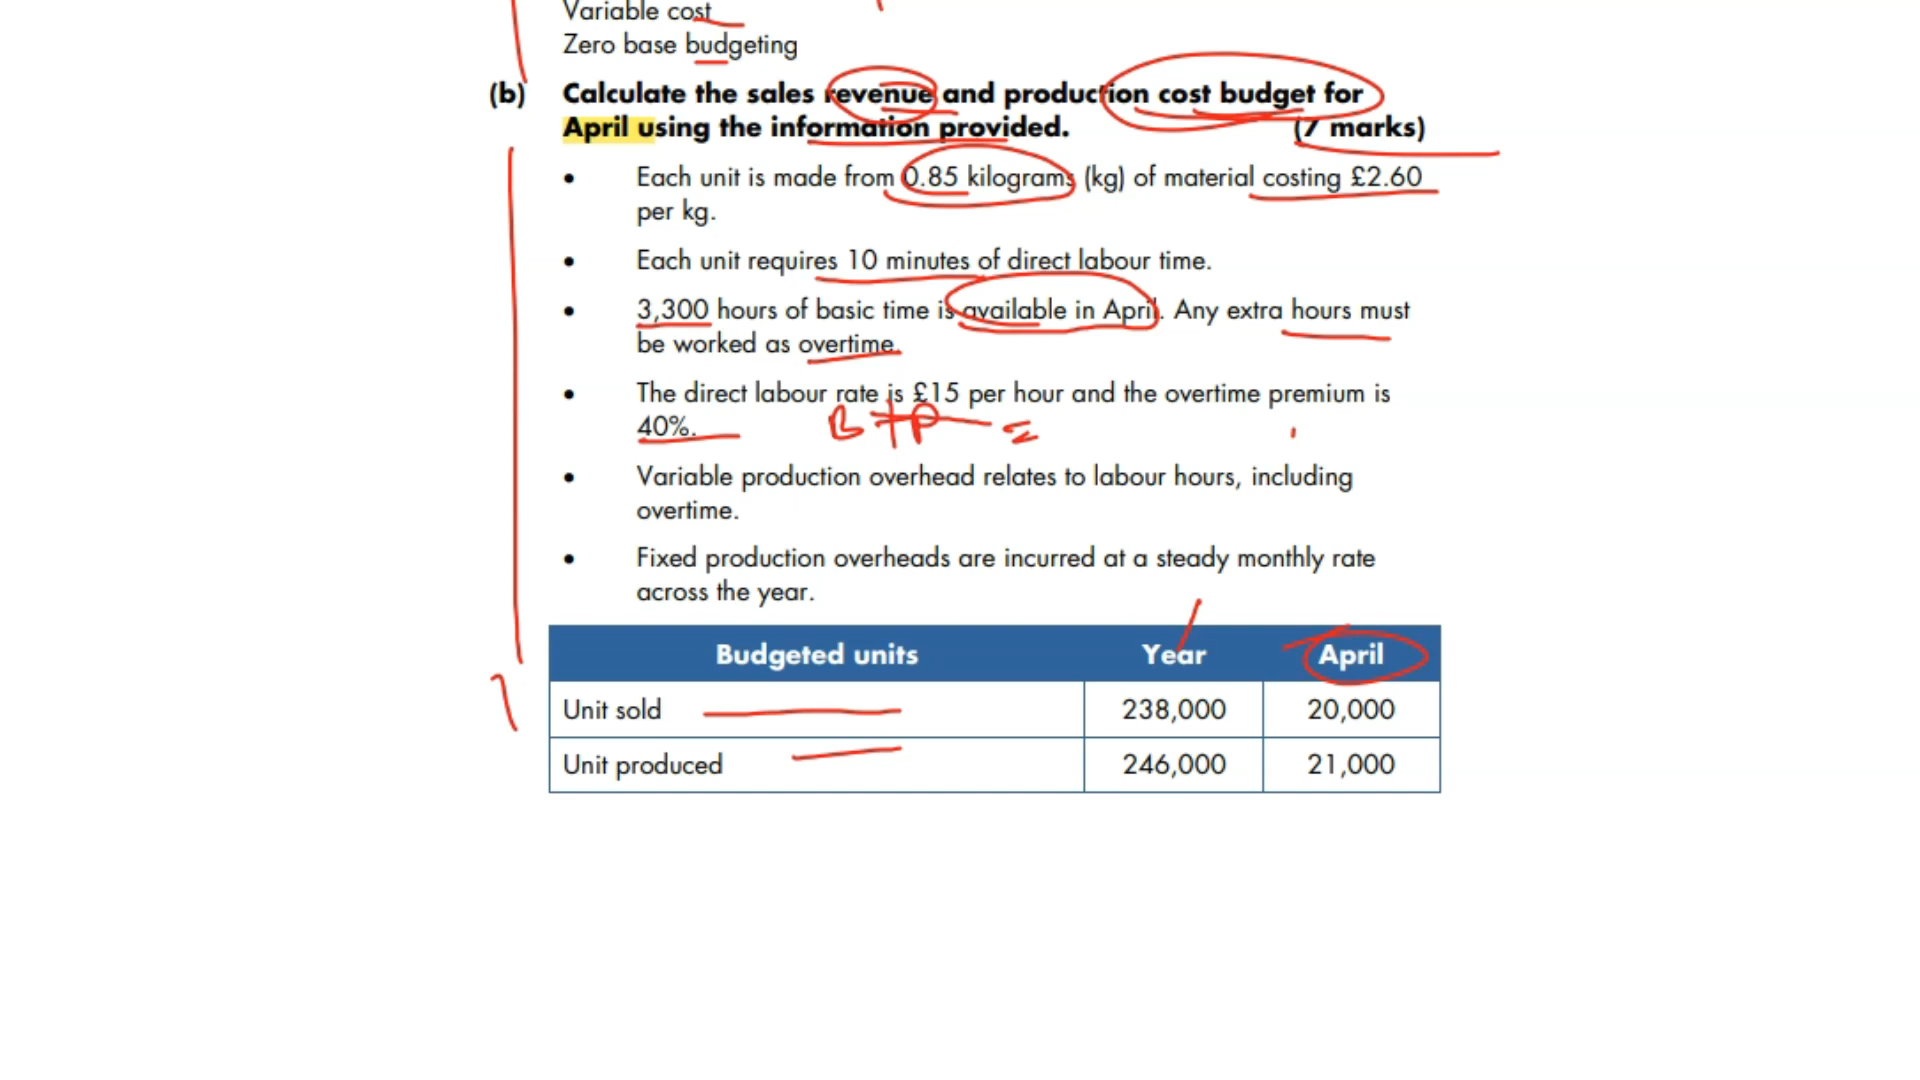 Variable cost
Zero base budgeting
(b) Calculate the sales revenue and production cost budget for
April using the information provided. (7 marks)
• Each unit is made from 0.85 kilograms (kg) of material costing £2.60
per kg.
• Each unit requires 10 minutes of direct labour time.
• 3,300 hours of basic time is available in April. Any extra hours must
be worked as overtime.
• The direct labour rate is £15 per hour and the overtime premium is
40%. B + P =
• Variable production overhead relates to labour hours, including
overtime.
• Fixed production overheads are incurred at a steady monthly rate
across the year.
Budgeted units Year April
Unit sold 238,000 20,000
Unit produced 246,000 21,000